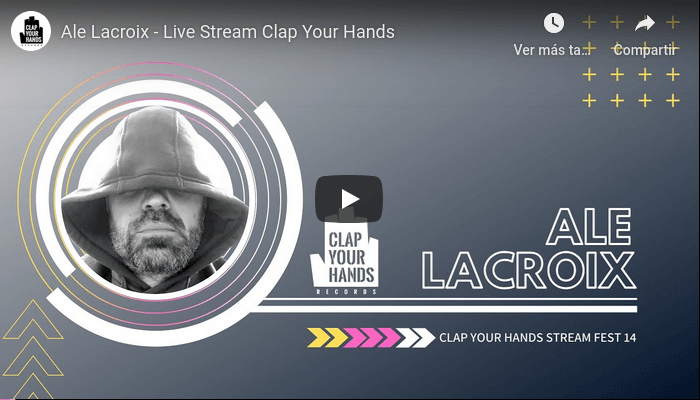 CLAP
YOUR
HANDS
RECORDS
Ale Lacroix - Live Stream Clap Your Hands
Ver más ta...
Compartir
ALE
LACROIX
CLAP
YOUR
HANDS
RECORDS
CLAP YOUR HANDS STREAM FEST 14